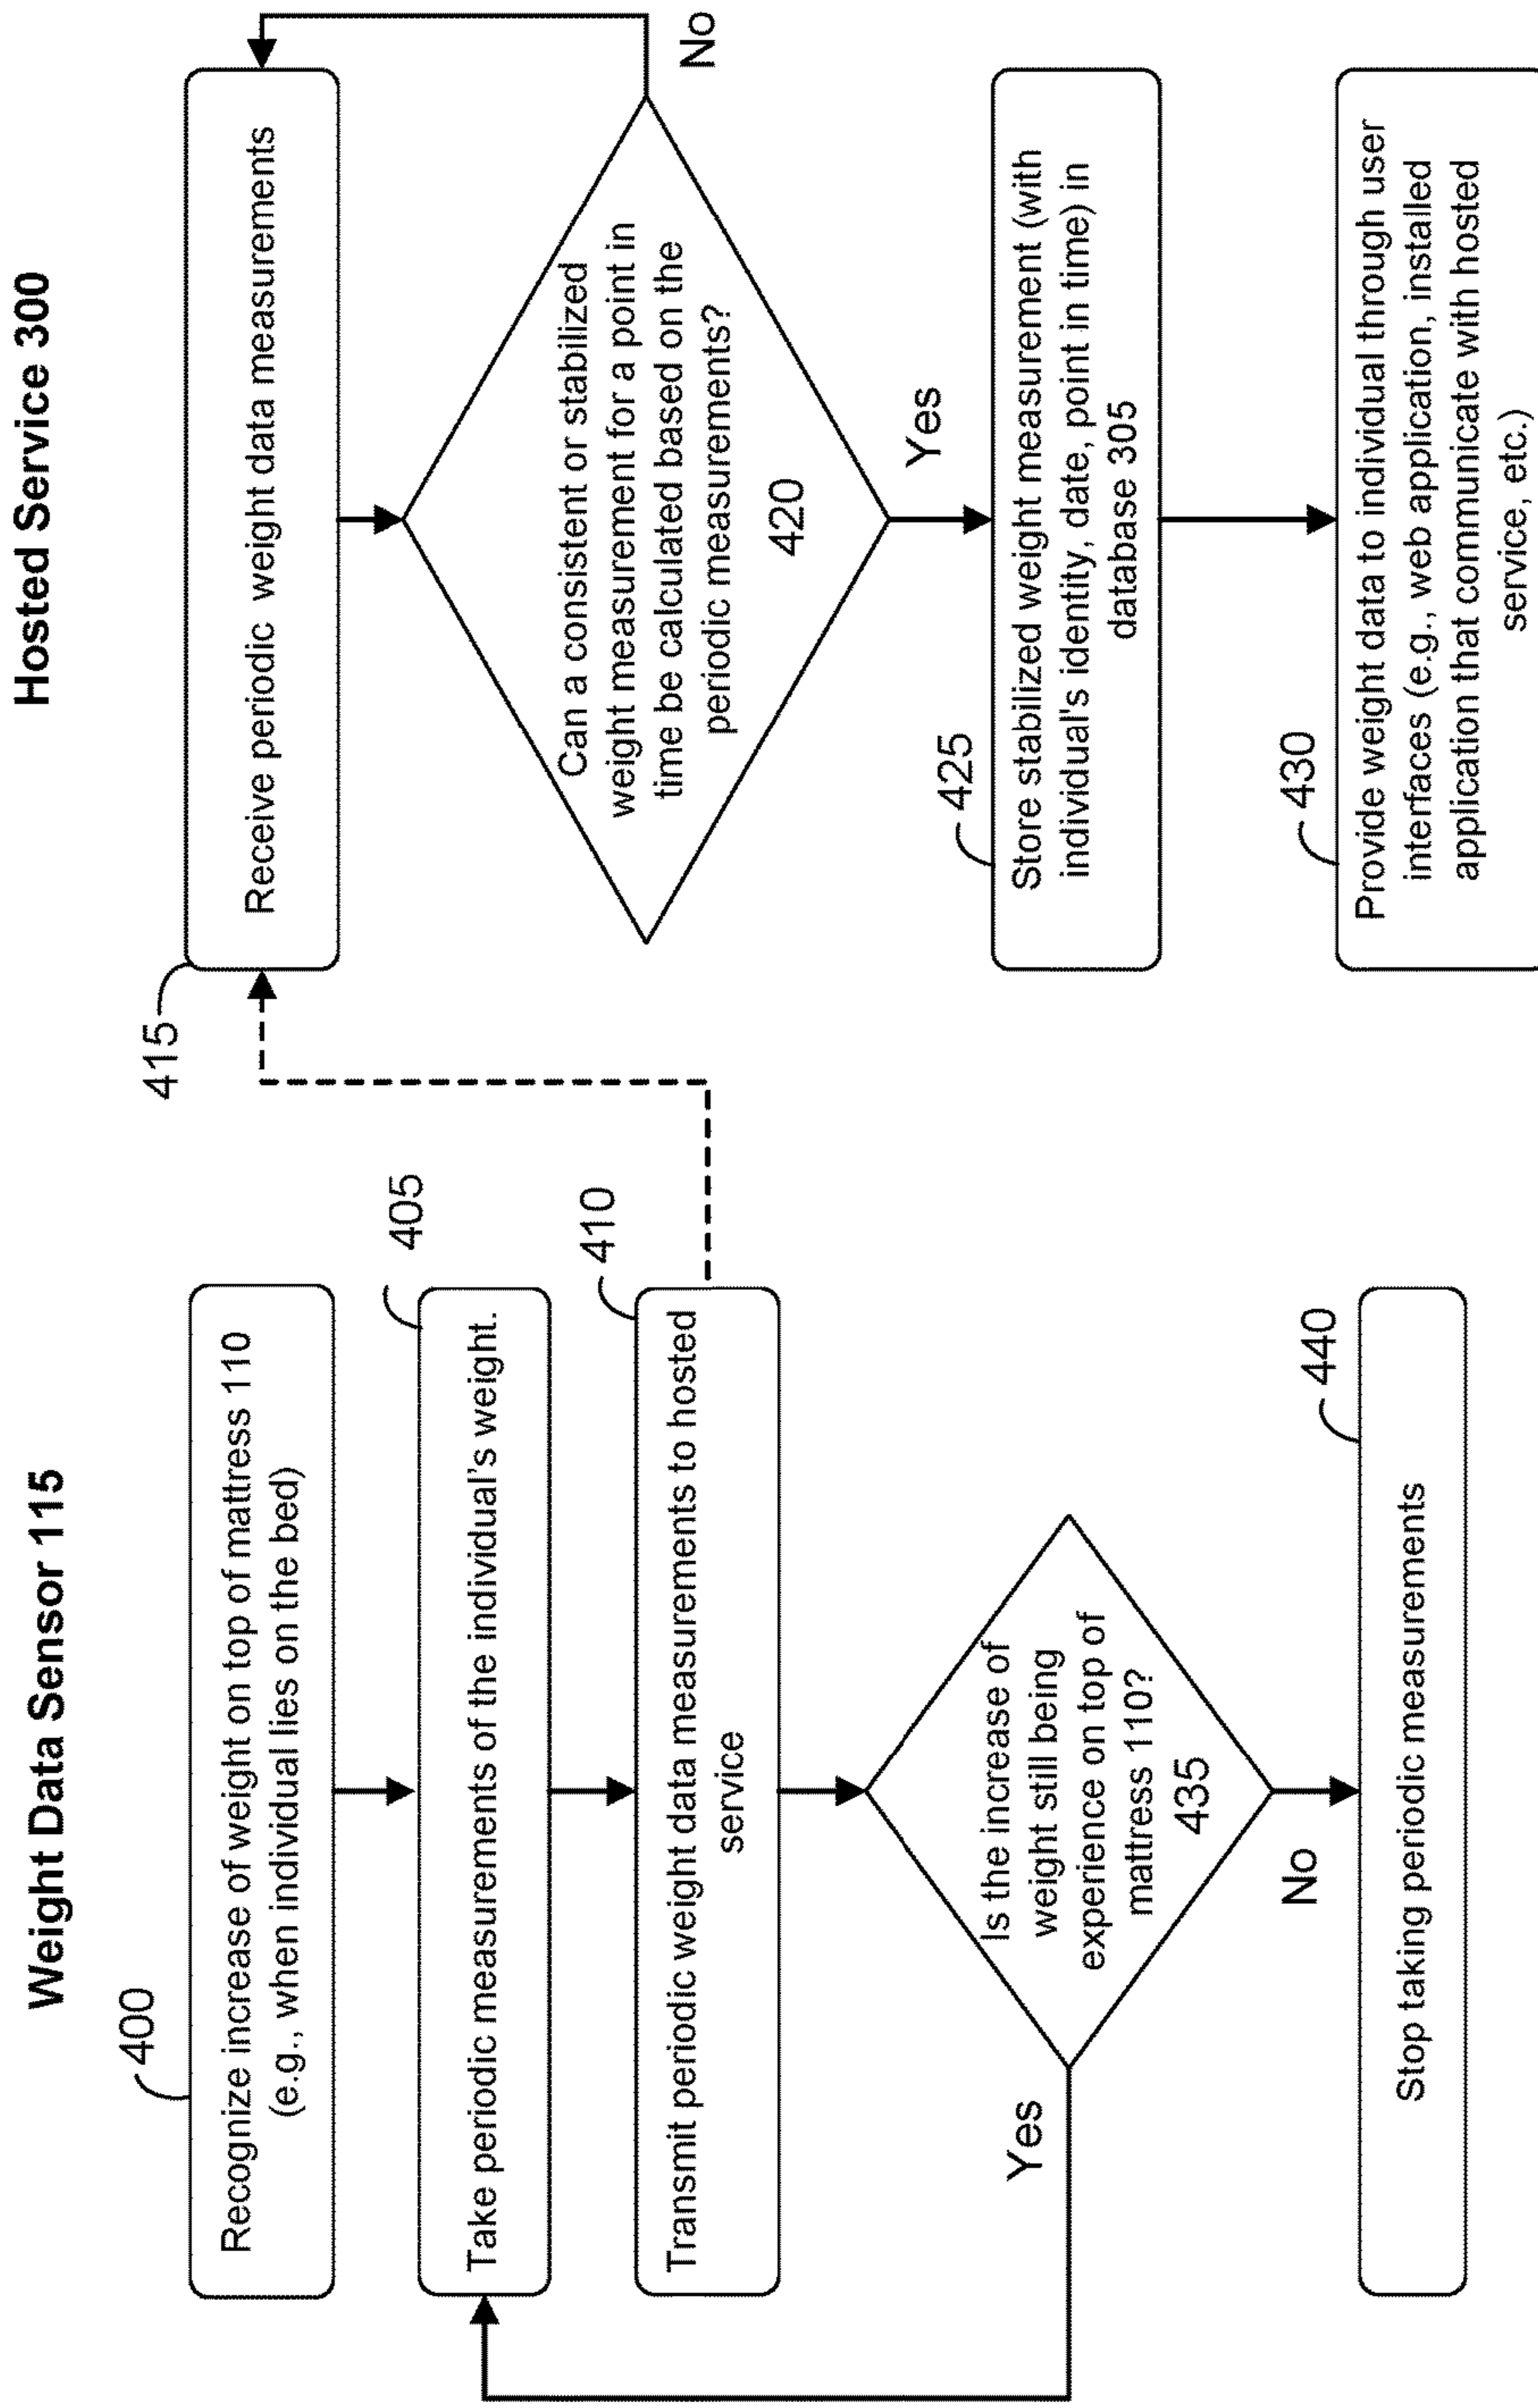 Weight Data Sensor 115
400
Recognize increase of weight on top of mattress 110
(e.g., when individual lies on the bed)
405
Take periodic measurements of the individual's weight.
410
Transmit periodic weight data measurements to hosted
service
Is the increase of
weight still being
experience on top of
mattress 110?
435
Yes
No
440
Stop taking periodic measurements
Hosted Service 300
415
Receive periodic weight data measurements
No
Can a consistent or stabilized
weight measurement for a point in
time be calculated based on the
periodic measurements?
420
Yes
425
Store stabilized weight measurement (with
individual's identity, date, point in time) in
database 305
430
Provide weight data to individual through user
interfaces (e.g., web application, installed
application that communicate with hosted
service, etc.)